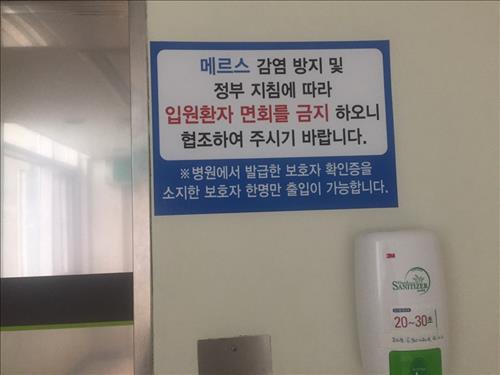 메르스 감염 방지 및
정부 지침에 따라
입원환자 면회를 금지 하오니
협조하여 주시기 바랍니다.
※병원에서 발급한 보호자 확인증을
소지한 보호자 한명만 출입이 가능합니다.
3M
SANITIZER
20~30초